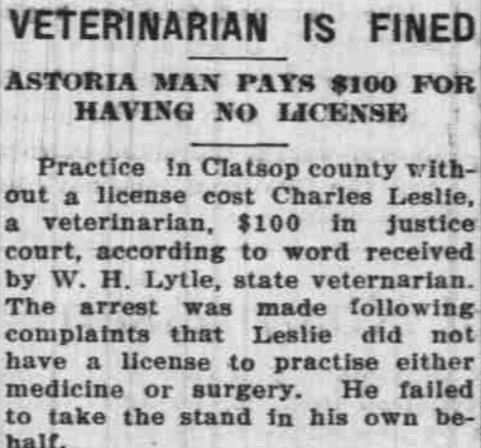 VETERINARIAN IS FINED
ASTORIA MAN PAYS $100 FOR
HAVING NO LICENSE
Practice in Clatsop county with-
out a license cost Charles Leslie,
a veterinarian, $100 in justice
court, according to word received
by W. H. Lytle, state veternarian.
The arrest was made following
complaints that Leslie did not
have a license to practise either
medicine or surgery. He failed
to take the stand in his own be-
half.